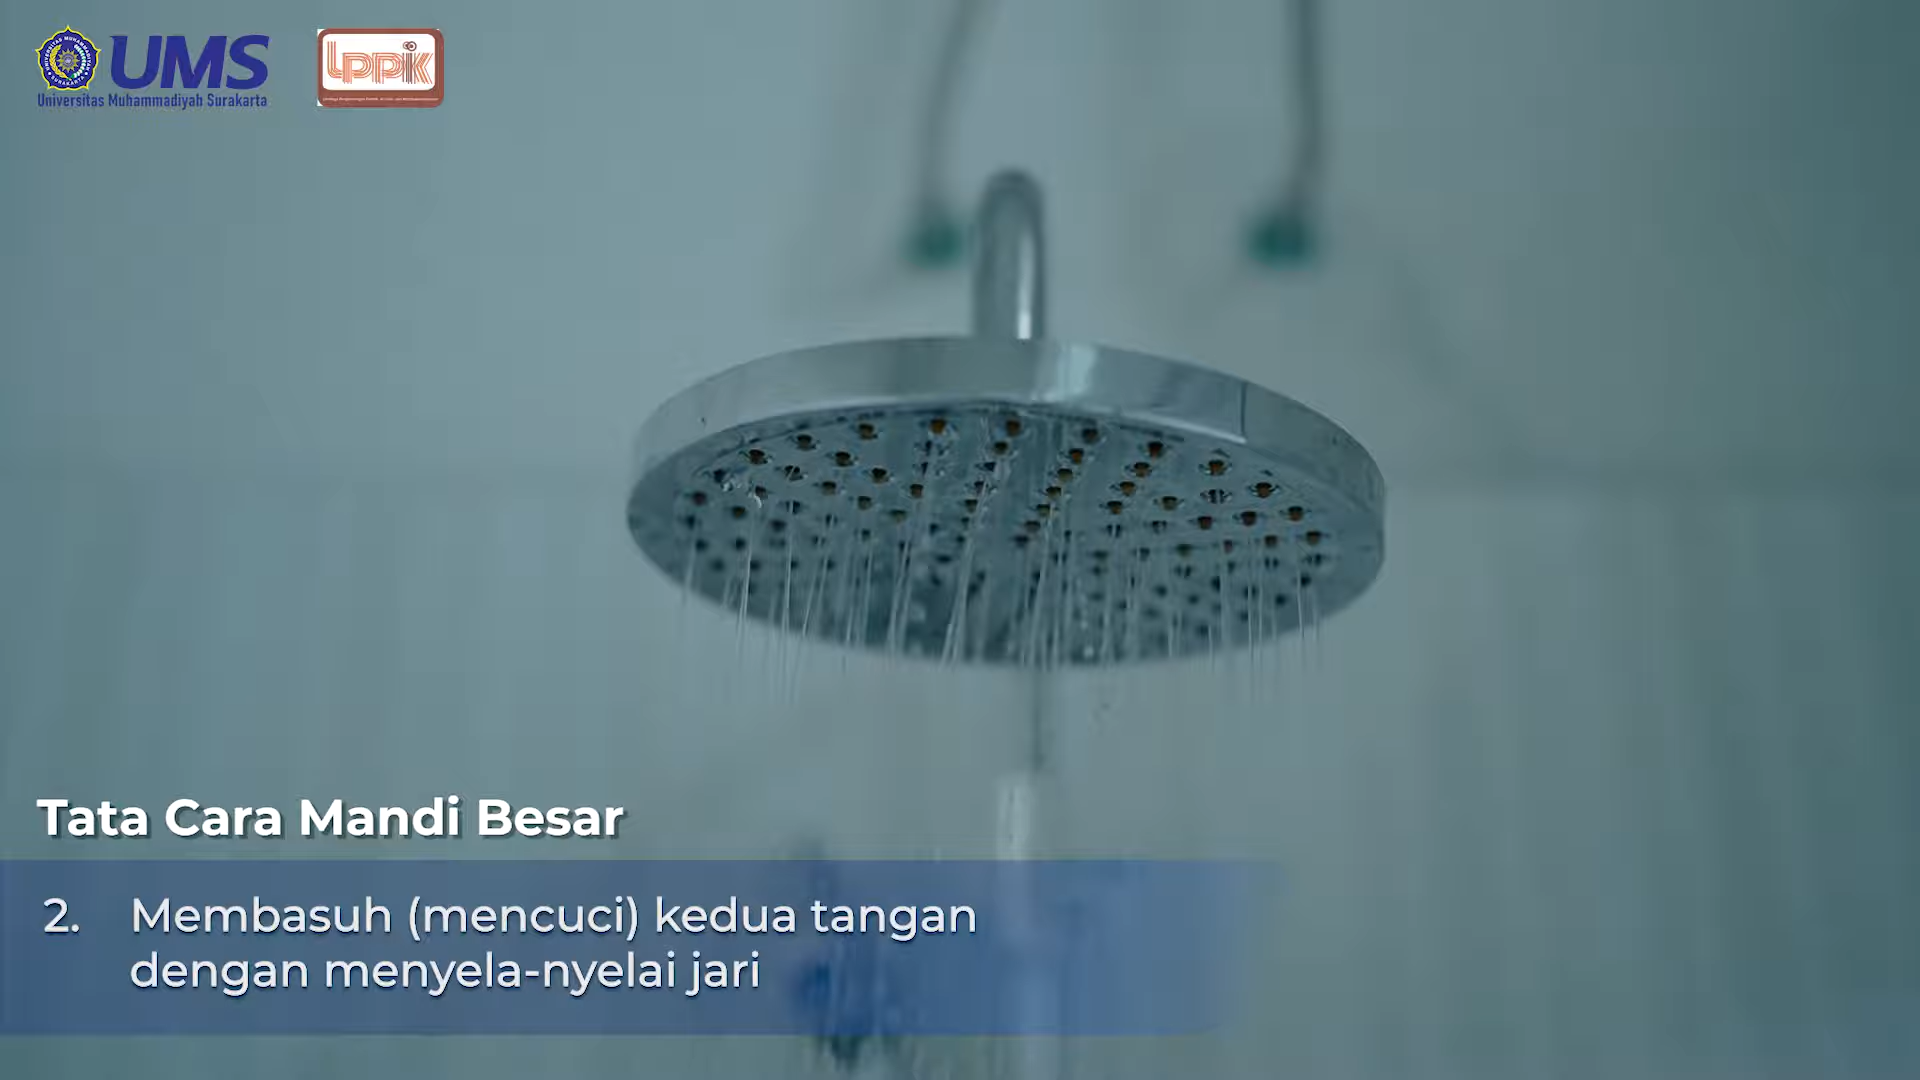 UMS
Universitas Muhammadiyah Surakarta
LPPIK
Tata Cara Mandi Besar
2. Membasuh (mencuci) kedua tangan
dengan menyela-nyelai jari